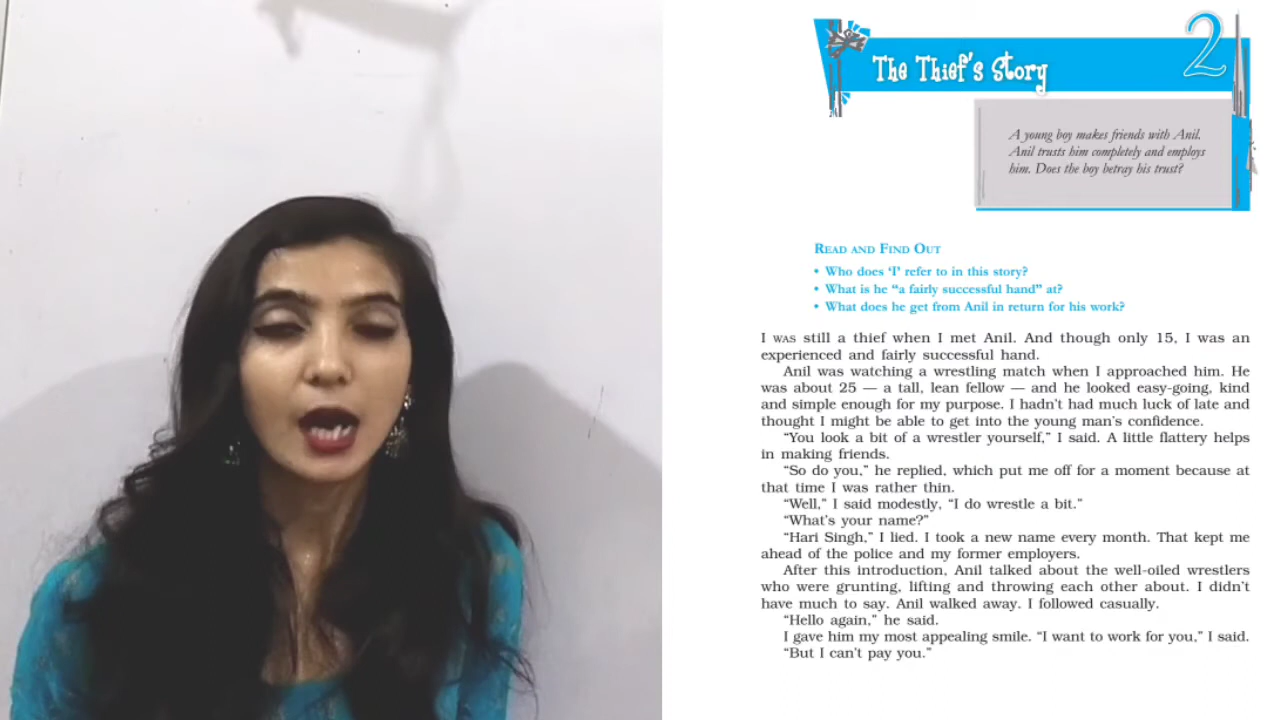 2
The Thief's Story
A young boy makes friends with Anil.
Anil trusts him completely and employs
him. Does the boy betray his trust?
READ AND FIND OUT
• Who does ‘I’ refer to in this story?
• What is he “a fairly successful hand” at?
• What does he get from Anil in return for his work?
I WAS still a thief when I met Anil. And though only 15, I was an
experienced and fairly successful hand.
Anil was watching a wrestling match when I approached him. He
was about 25 — a tall, lean fellow — and he looked easy-going, kind
and simple enough for my purpose. I hadn’t had much luck of late and
thought I might be able to get into the young man’s confidence.
“You look a bit of a wrestler yourself,” I said. A little flattery helps
in making friends.
“So do you,” he replied, which put me off for a moment because at
that time I was rather thin.
“Well,” I said modestly, “I do wrestle a bit.”
“What’s your name?”
“Hari Singh,” I lied. I took a new name every month. That kept me
ahead of the police and my former employers.
After this introduction, Anil talked about the well-oiled wrestlers
who were grunting, lifting and throwing each other about. I didn’t
have much to say. Anil walked away. I followed casually.
“Hello again,” he said.
I gave him my most appealing smile. “I want to work for you,” I said.
“But I can’t pay you.”